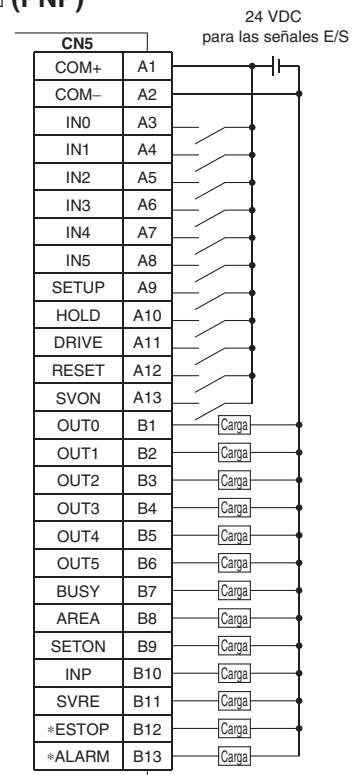 (PNP)
24 VDC
para las señales E/S
CN5
COM+ A1
COM– A2
IN0 A3
IN1 A4
IN2 A5
IN3 A6
IN4 A7
IN5 A8
SETUP A9
HOLD A10
DRIVE A11
RESET A12
SVON A13
OUT0 B1 Carga
OUT1 B2 Carga
OUT2 B3 Carga
OUT3 B4 Carga
OUT4 B5 Carga
OUT5 B6 Carga
BUSY B7 Carga
AREA B8 Carga
SETON B9 Carga
INP B10 Carga
SVRE B11 Carga
∗ESTOP B12 Carga
∗ALARM B13 Carga